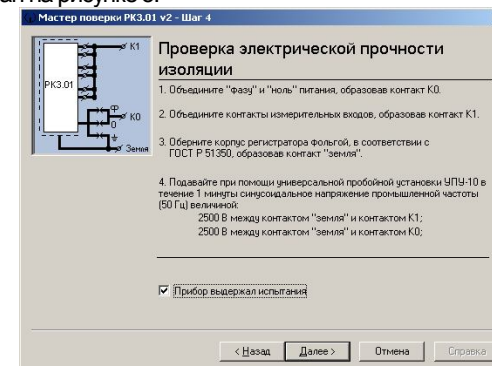 Мастер поверки РК3.01 v2 - Шаг 4
К1
РК3.01
Ф
К0
0
Земля
Проверка электрической прочности
изоляции
1. Объедините "фазу" и "ноль" питания, образовав контакт К0.
2. Объедините контакты измерительных входов, образовав контакт К1.
3. Оберните корпус регистратора фольгой, в соответствии с
ГОСТ Р 51350, образовав контакт "земля".
4. Подавайте при помощи универсальной пробойной установки УПУ-10 в
течение 1 минуты синусоидальное напряжение промышленной частоты
(50 Гц) величиной:
2500 В между контактом "земля" и контактом К1;
2500 В между контактом "земля" и контактом К0;
Прибор выдержал испытания
< Назад Далее > Отмена Справка